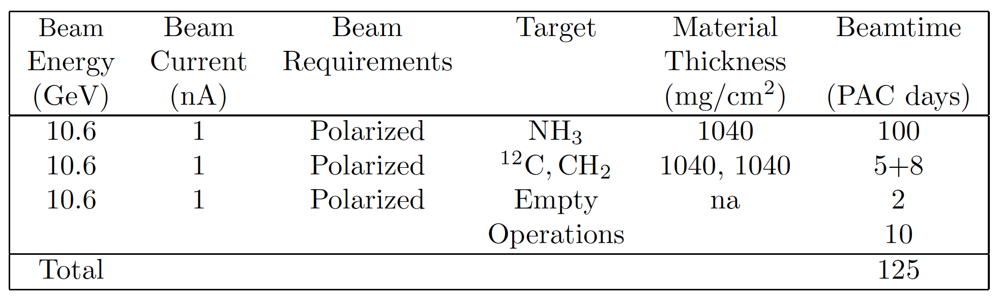 Beam Beam Beam Target Material Beamtime
Energy Current Requirements Thickness
(GeV) (nA) (mg/cm²) (PAC days)
10.6 1 Polarized NH₃ 1040 100
10.6 1 Polarized ¹²C, CH₂ 1040, 1040 5+8
10.6 1 Polarized Empty na 2
Operations 10
Total 125